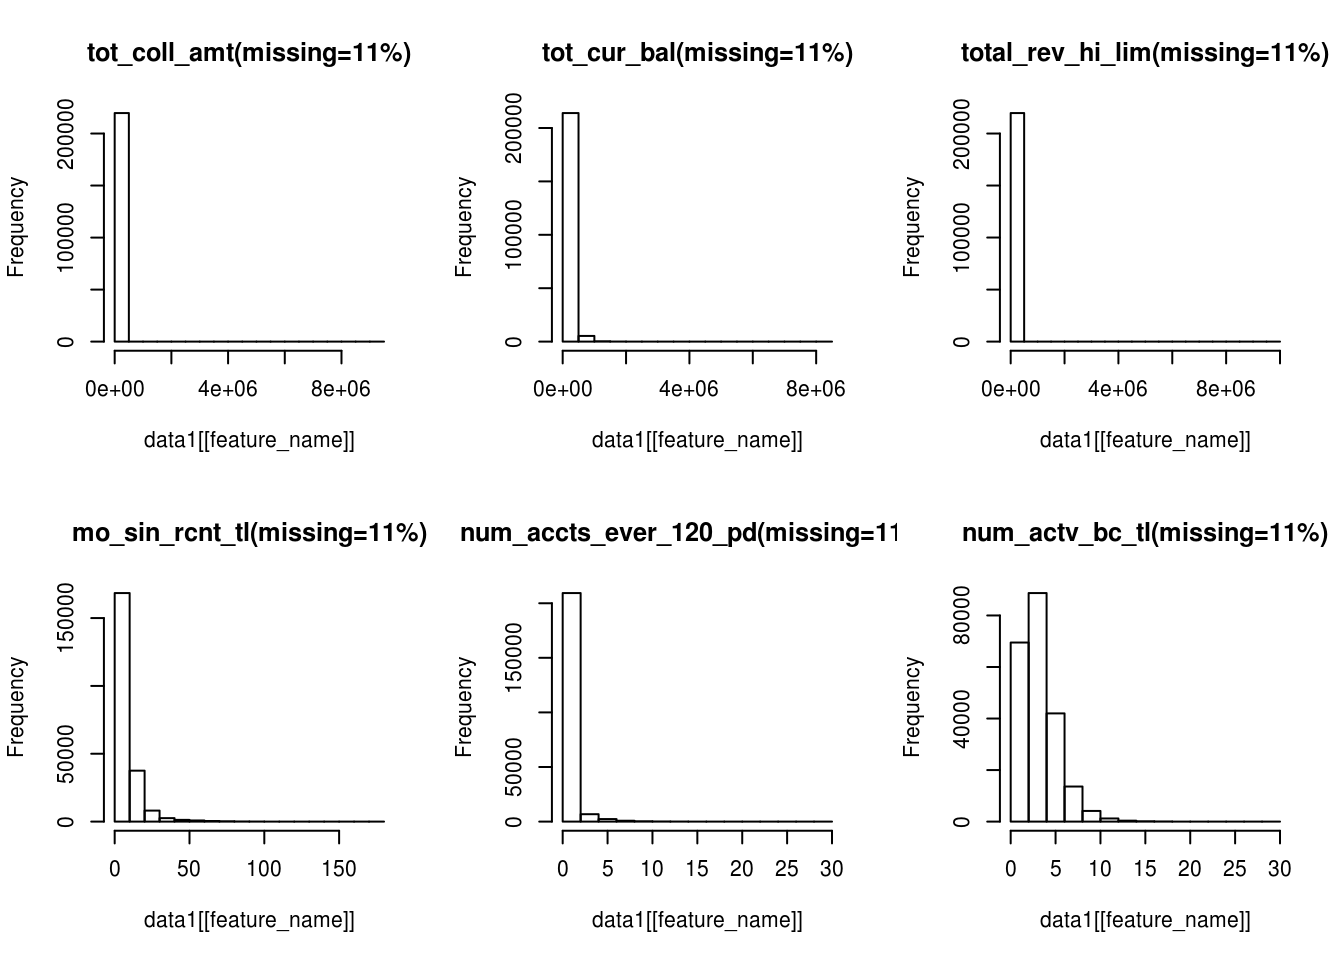 tot_coll_amt(missing=11%)
Frequency
0 100000 200000
0e+00 4e+06 8e+06
data1[[feature_name]]
tot_cur_bal(missing=11%)
Frequency
0 100000 200000
0e+00 4e+06 8e+06
data1[[feature_name]]
total_rev_hi_lim(missing=11%)
Frequency
0 100000 200000
0e+00 4e+06 8e+06
data1[[feature_name]]
mo_sin_rcnt_tl(missing=11%)
Frequency
0 50000 150000
0 50 100 150
data1[[feature_name]]
num_accts_ever_120_pd(missing=11
Frequency
0 50000 150000
0 5 10 15 20 25 30
data1[[feature_name]]
num_actv_bc_tl(missing=11%)
Frequency
0 40000 80000
0 5 10 15 20 25 30
data1[[feature_name]]